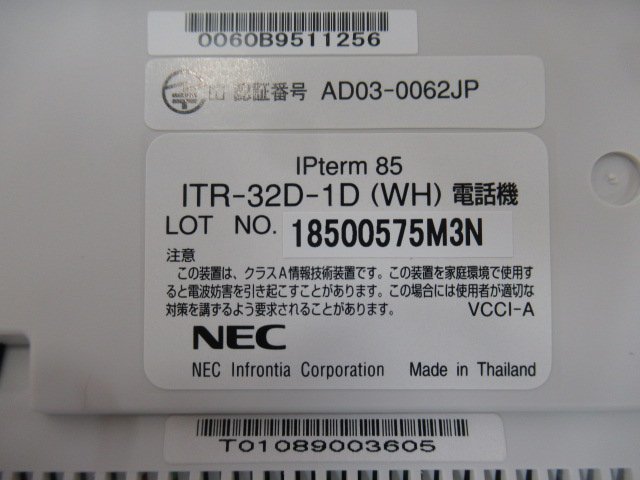 0060B9511256
認証番号 AD03-0062JP
IPterm 85
ITR-32D-1D (WH) 電話機
LOT NO. 18500575M3N
注意
この装置は、クラスA情報技術装置です。この装置を家庭環境で使用す
ると電波妨害を引き起こすことがあります。この場合には使用者が適切な
対策を講ずるよう要求されることがあります。 VCCI-A
NEC
NEC Infrontia Corporation Made in Thailand
T01089003605